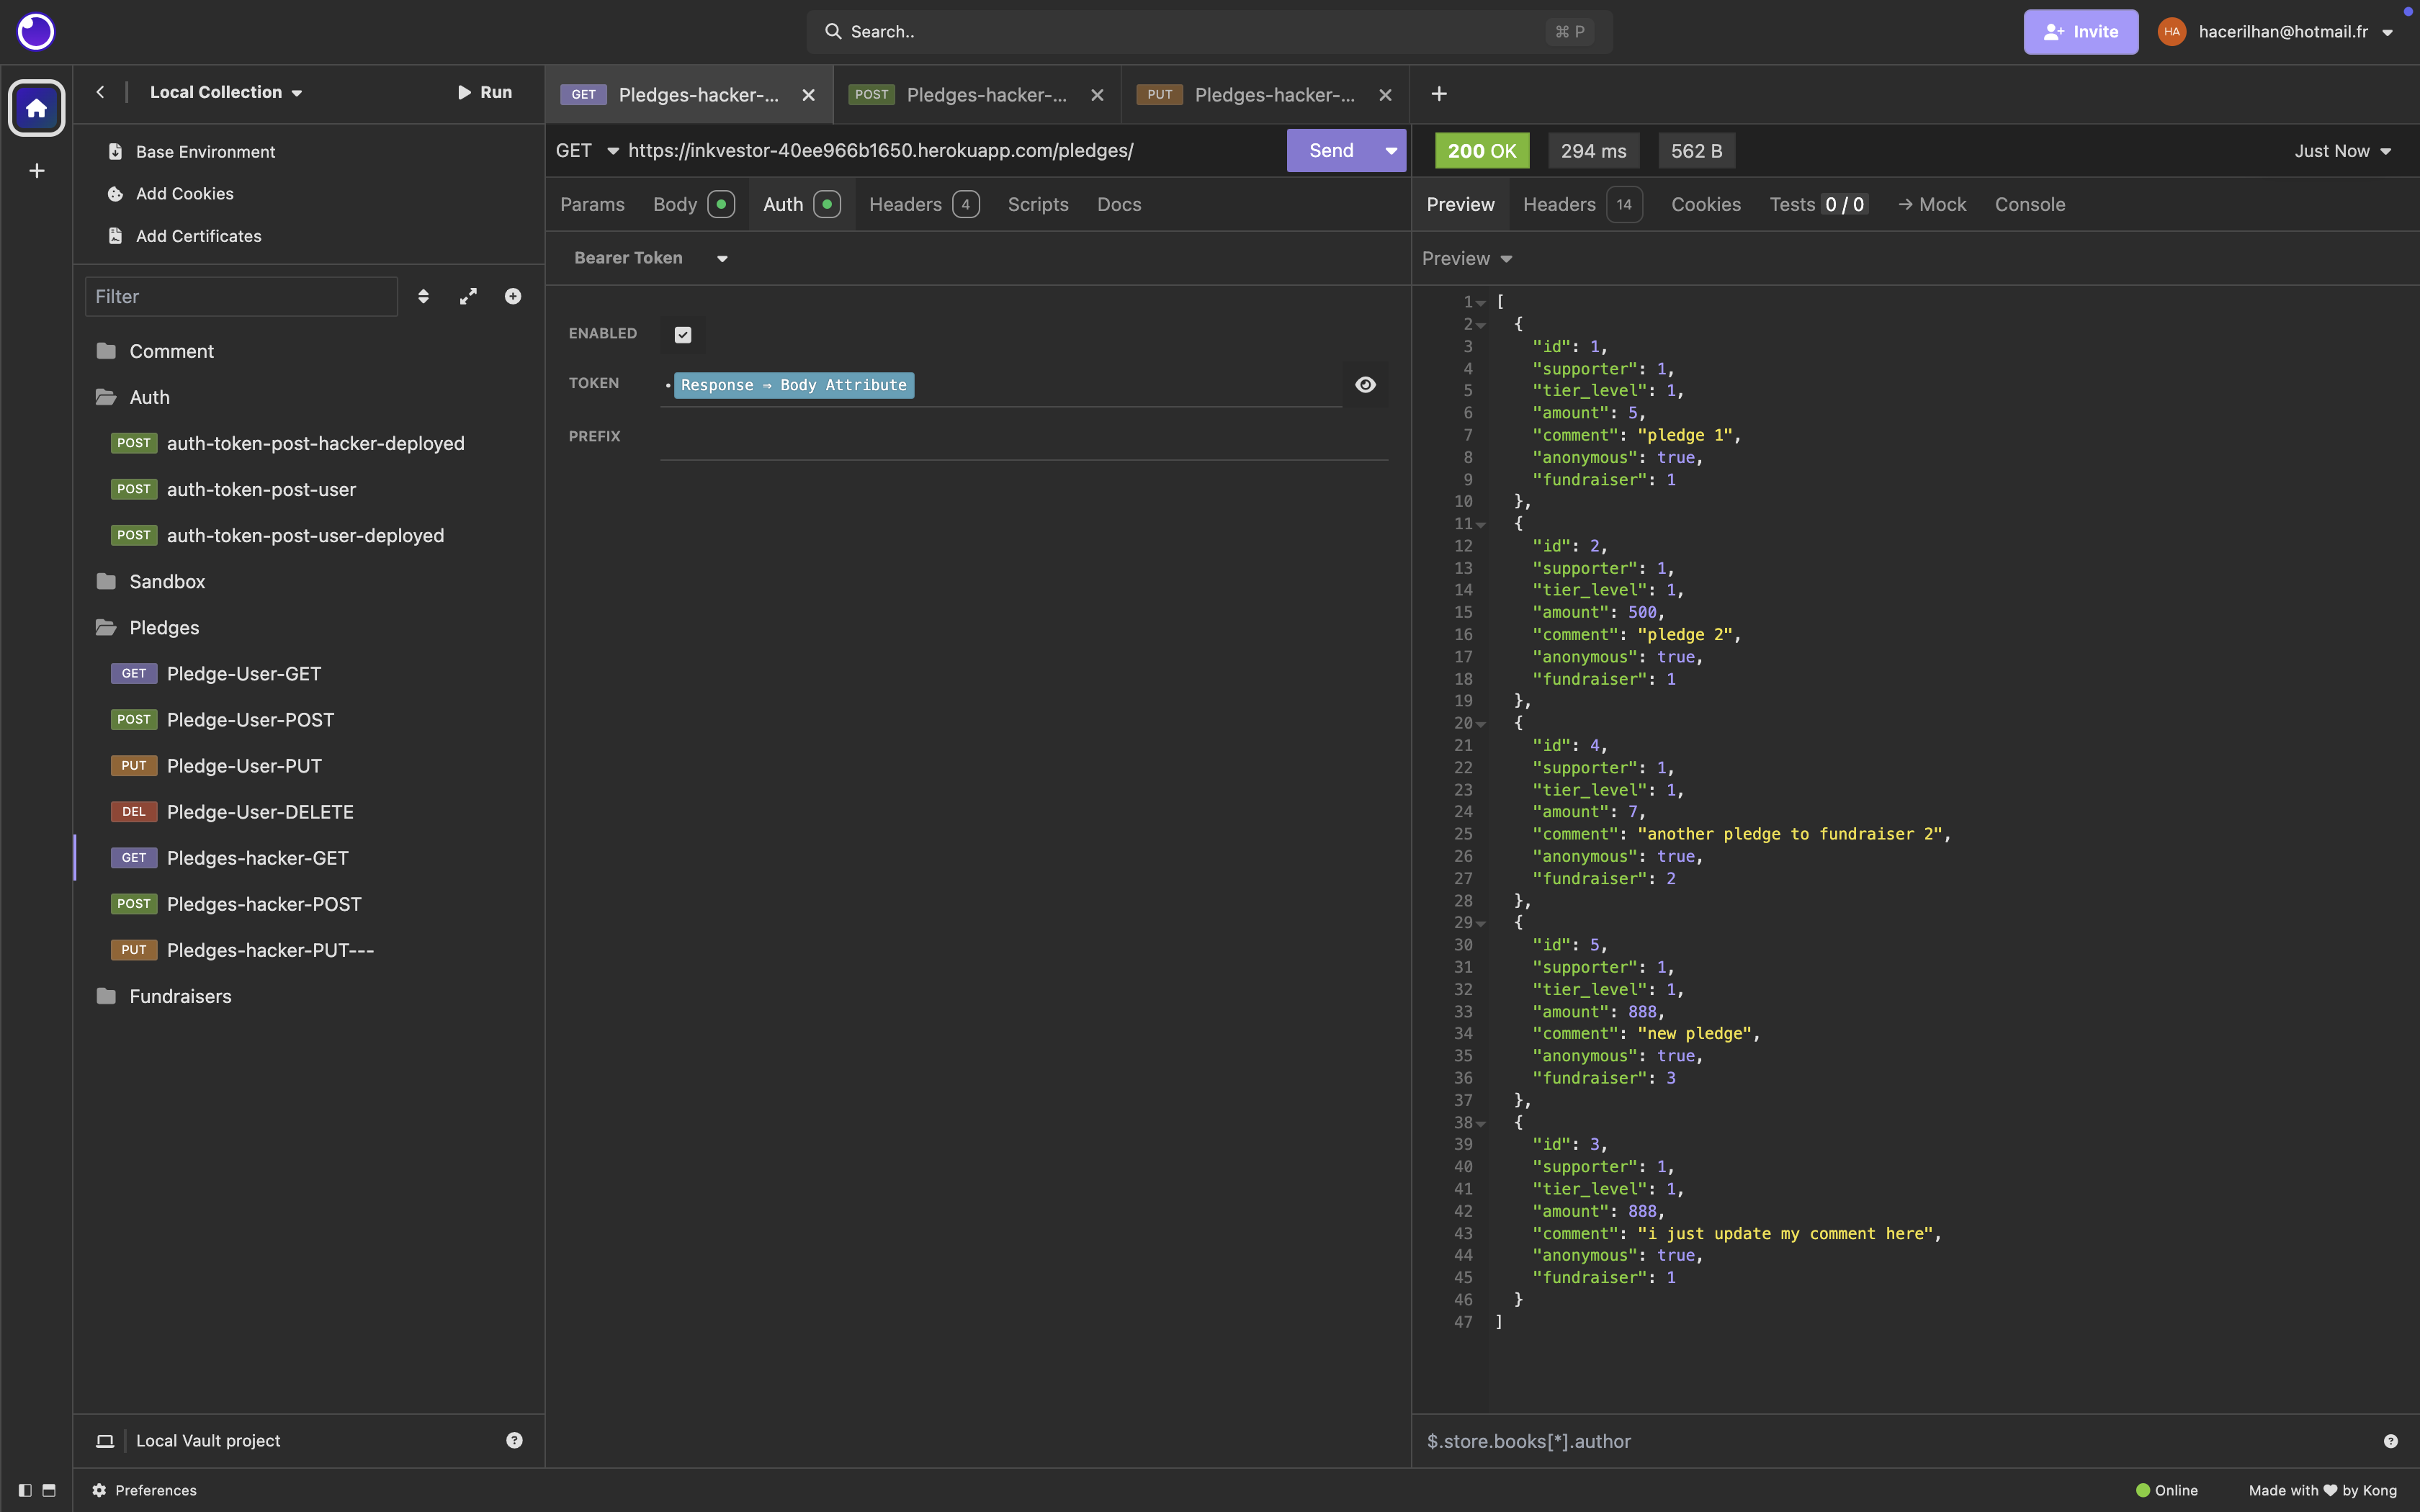 Search..
⌘ P
Invite
HA
hacerilhan@hotmail.fr
Local Collection
Run
Base Environment
Add Cookies
Add Certificates
Filter
Comment
Auth
POST auth-token-post-hacker-deployed
POST auth-token-post-user
POST auth-token-post-user-deployed
Sandbox
Pledges
GET Pledge-User-GET
POST Pledge-User-POST
PUT Pledge-User-PUT
DEL Pledge-User-DELETE
GET Pledges-hacker-GET
POST Pledges-hacker-POST
PUT Pledges-hacker-PUT---
Fundraisers
Local Vault project
Preferences
GET Pledges-hacker-...
POST Pledges-hacker-...
PUT Pledges-hacker-...
GET https://inkvestor-40ee966b1650.herokuapp.com/pledges/
Send
Params Body Auth Headers 4 Scripts Docs
Bearer Token
ENABLED
TOKEN Response ⇒ Body Attribute
PREFIX
200 OK 294 ms 562 B Just Now
Preview Headers 14 Cookies Tests 0 / 0 → Mock Console
Preview
1 [
2 {
3 "id": 1,
4 "supporter": 1,
5 "tier_level": 1,
6 "amount": 5,
7 "comment": "pledge 1",
8 "anonymous": true,
9 "fundraiser": 1
10 },
11 {
12 "id": 2,
13 "supporter": 1,
14 "tier_level": 1,
15 "amount": 500,
16 "comment": "pledge 2",
17 "anonymous": true,
18 "fundraiser": 1
19 },
20 {
21 "id": 4,
22 "supporter": 1,
23 "tier_level": 1,
24 "amount": 7,
25 "comment": "another pledge to fundraiser 2",
26 "anonymous": true,
27 "fundraiser": 2
28 },
29 {
30 "id": 5,
31 "supporter": 1,
32 "tier_level": 1,
33 "amount": 888,
34 "comment": "new pledge",
35 "anonymous": true,
36 "fundraiser": 3
37 },
38 {
39 "id": 3,
40 "supporter": 1,
41 "tier_level": 1,
42 "amount": 888,
43 "comment": "i just update my comment here",
44 "anonymous": true,
45 "fundraiser": 1
46 }
47 ]
$.store.books[*].author
Online
Made with ♥ by Kong